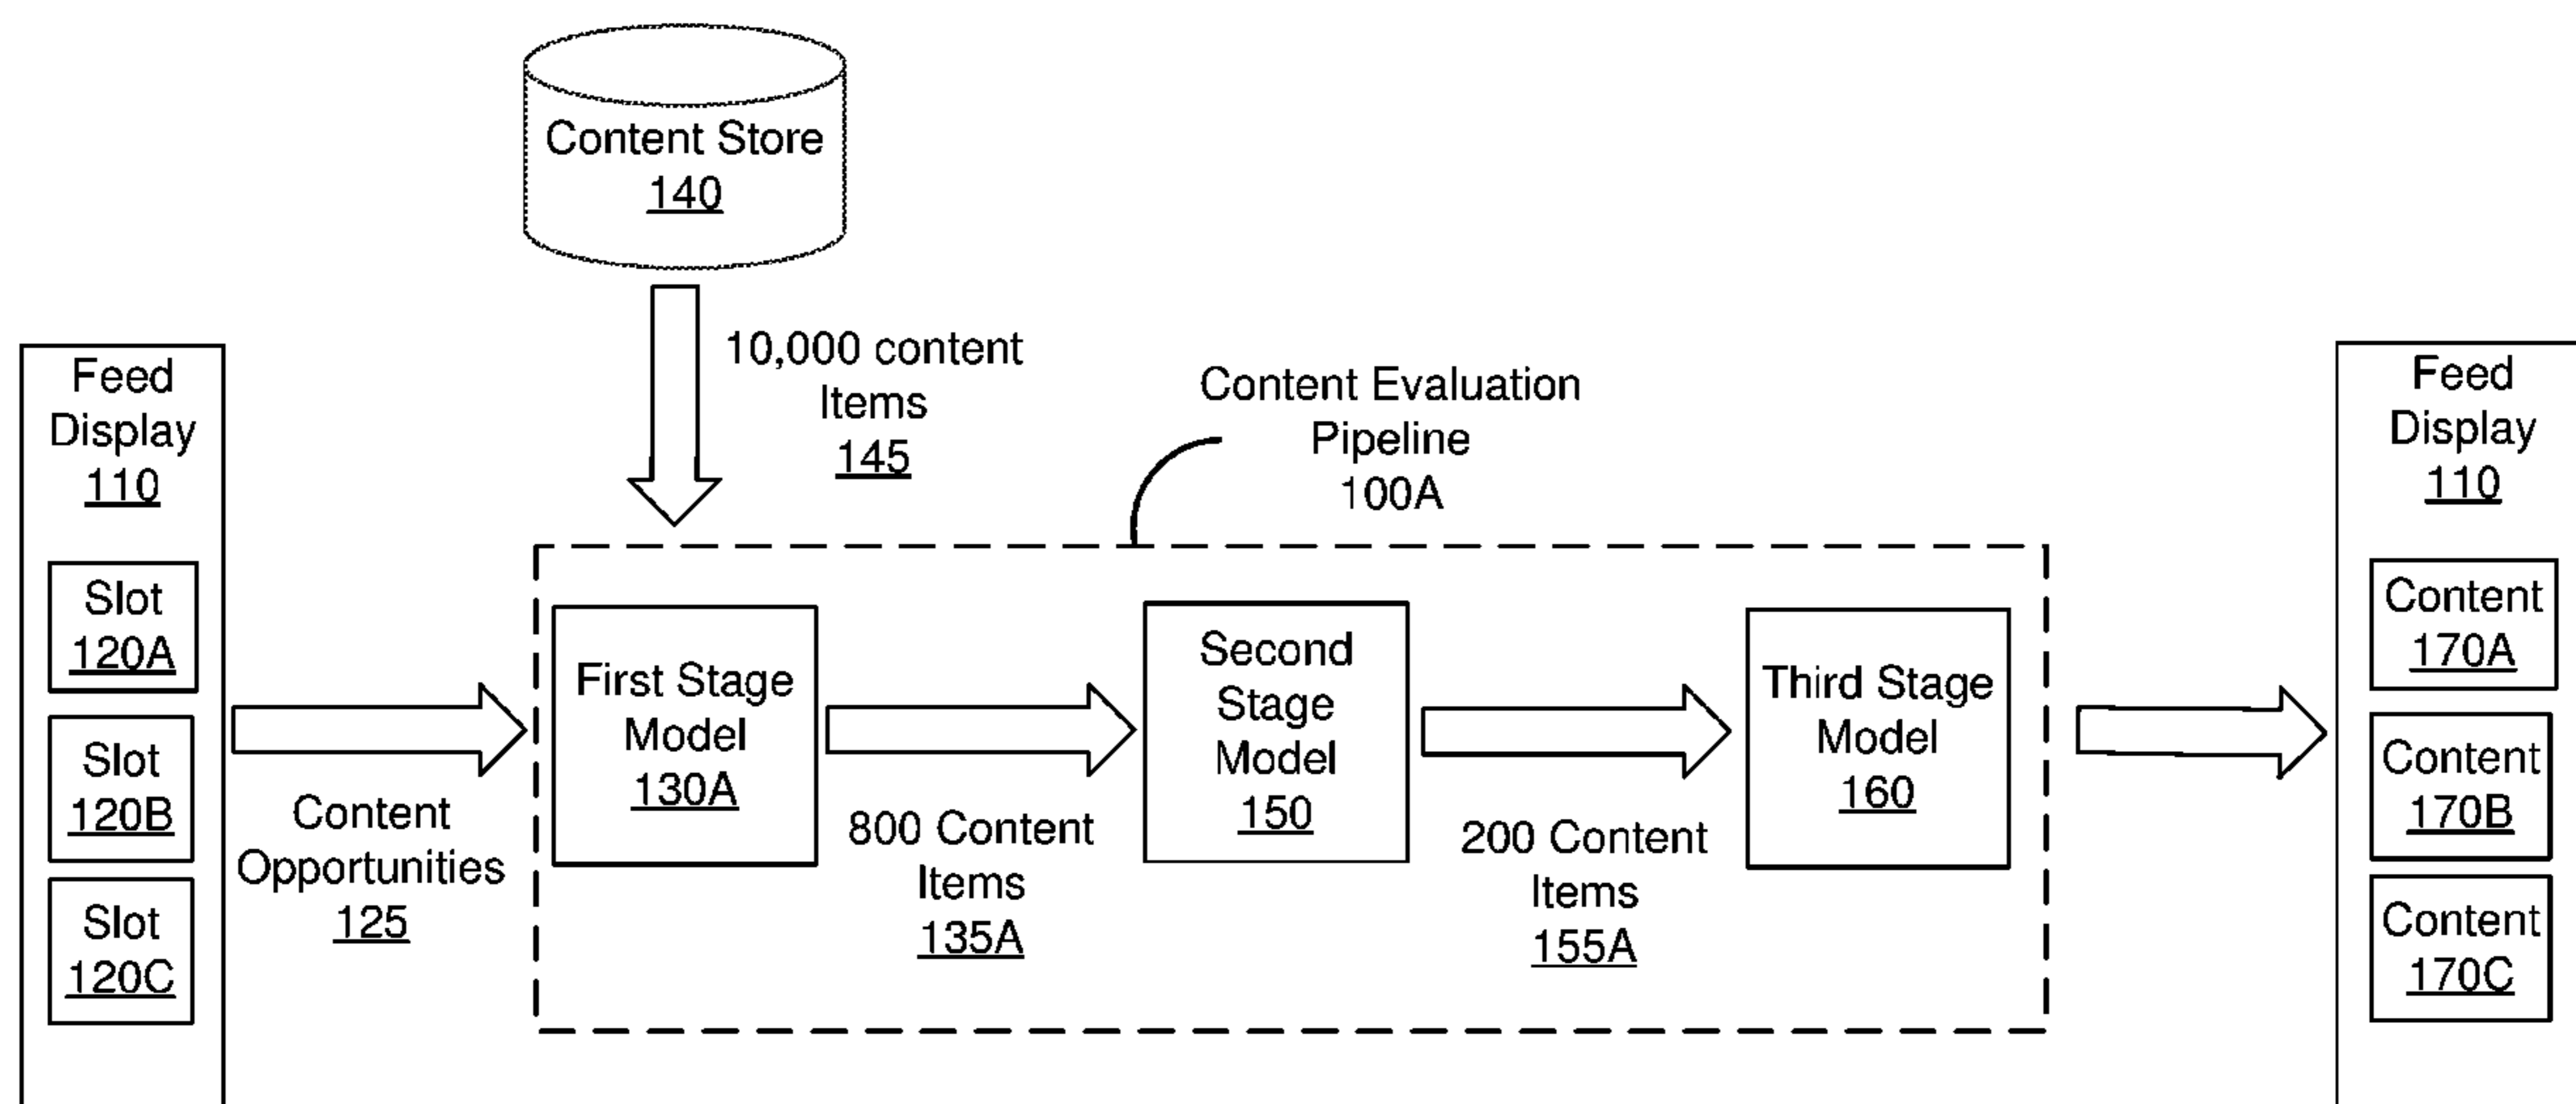 Content Store
140
10,000 content
Items
145
Content Evaluation
Pipeline
100A
Feed
Display
110
Slot
120A
Slot
120B
Slot
120C
Content
Opportunities
125
First Stage
Model
130A
800 Content
Items
135A
Second
Stage
Model
150
200 Content
Items
155A
Third Stage
Model
160
Feed
Display
110
Content
170A
Content
170B
Content
170C